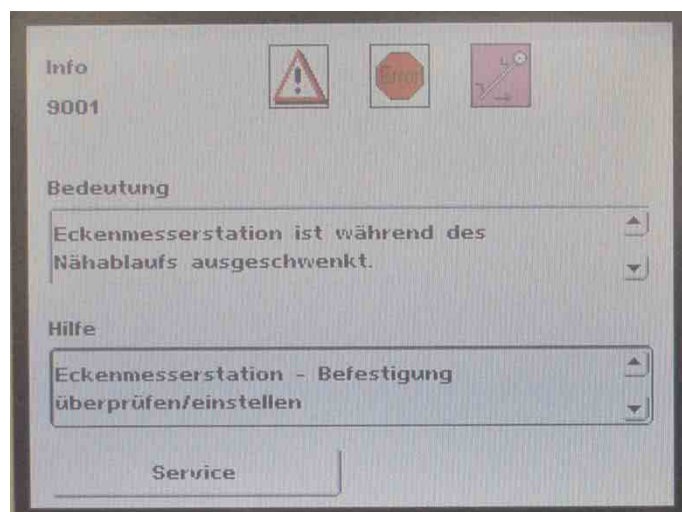 Info
Error
9001
Bedeutung
Eckenmesserstation ist während des
Nähablaufs ausgeschwenkt.
Hilfe
Eckenmesserstation - Befestigung
überprüfen/einstellen
Service